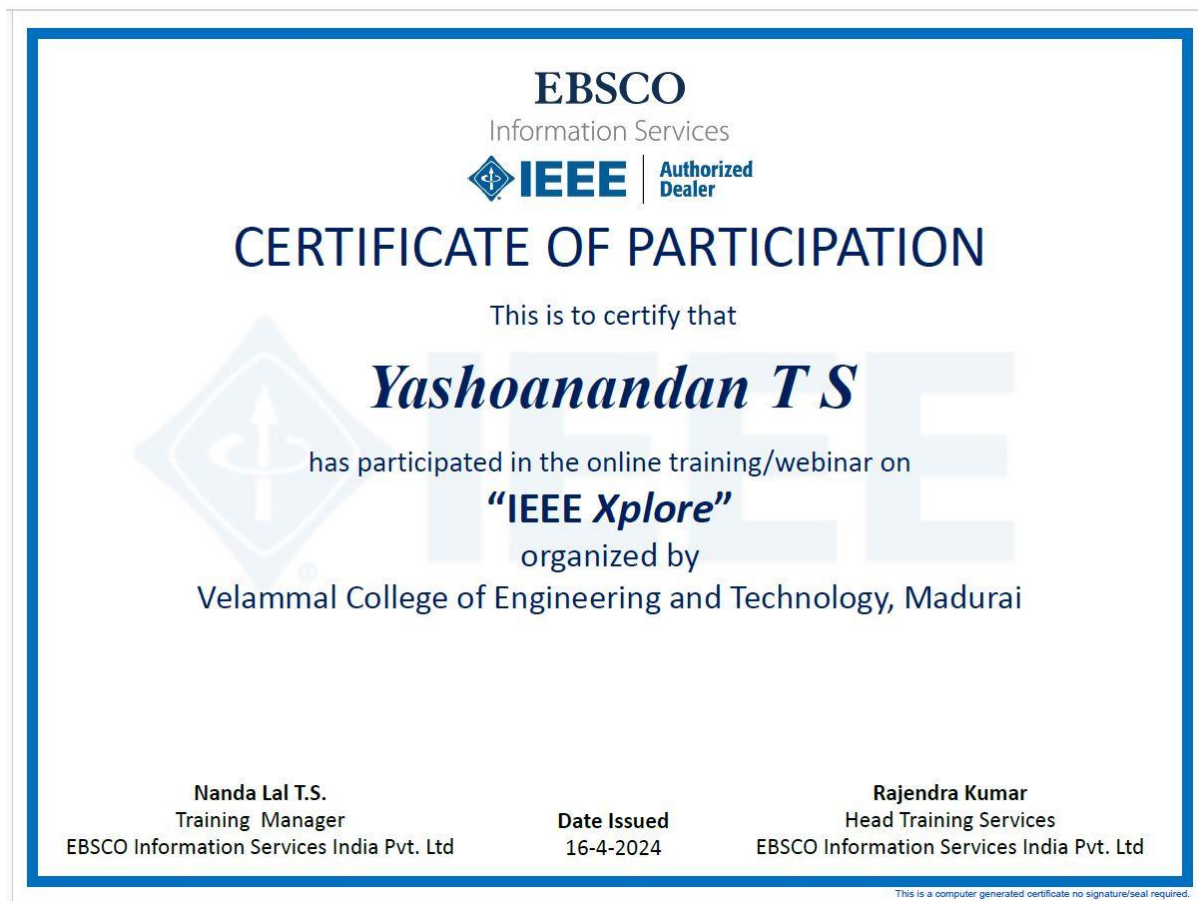 EBSCO
Information Services
IEEE Authorized
Dealer
CERTIFICATE OF PARTICIPATION
This is to certify that
Yashoanandan T S
has participated in the online training/webinar on
“IEEE Xplore”
organized by
Velammal College of Engineering and Technology, Madurai
Nanda Lal T.S.
Training Manager
EBSCO Information Services India Pvt. Ltd
Date Issued
16-4-2024
Rajendra Kumar
Head Training Services
EBSCO Information Services India Pvt. Ltd
This is a computer generated certificate no signature/seal required.
IEEE